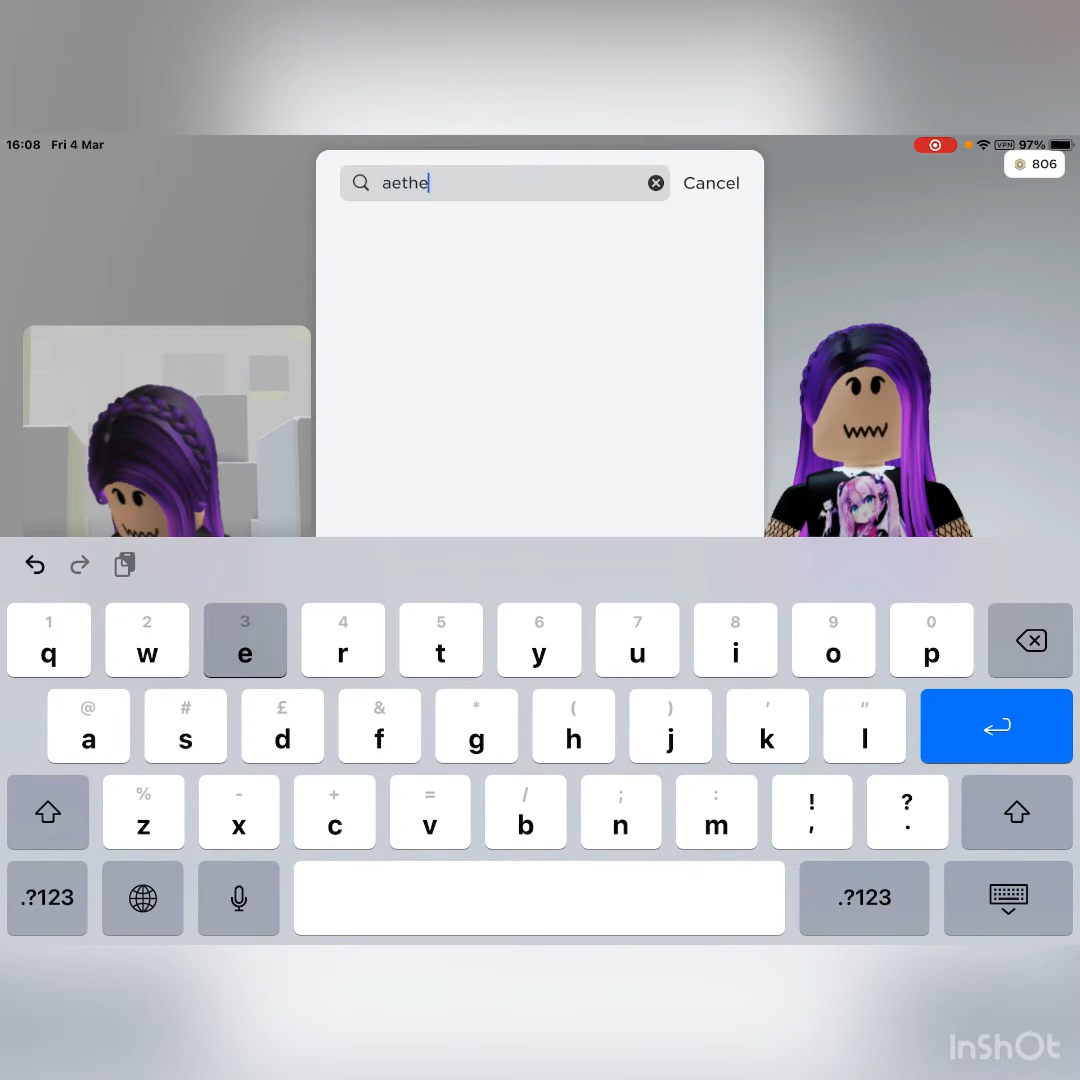 16:08 Fri 4 Mar
VPN 97%
806
aethe
Cancel
1 2 3 4 5 6 7 8 9 0
q w e r t y u i o p
@ # £ & * ( ) ' "
a s d f g h j k l
% - + = / ; : ! ?
z x c v b n m , .
.?123 .?123
InShOt